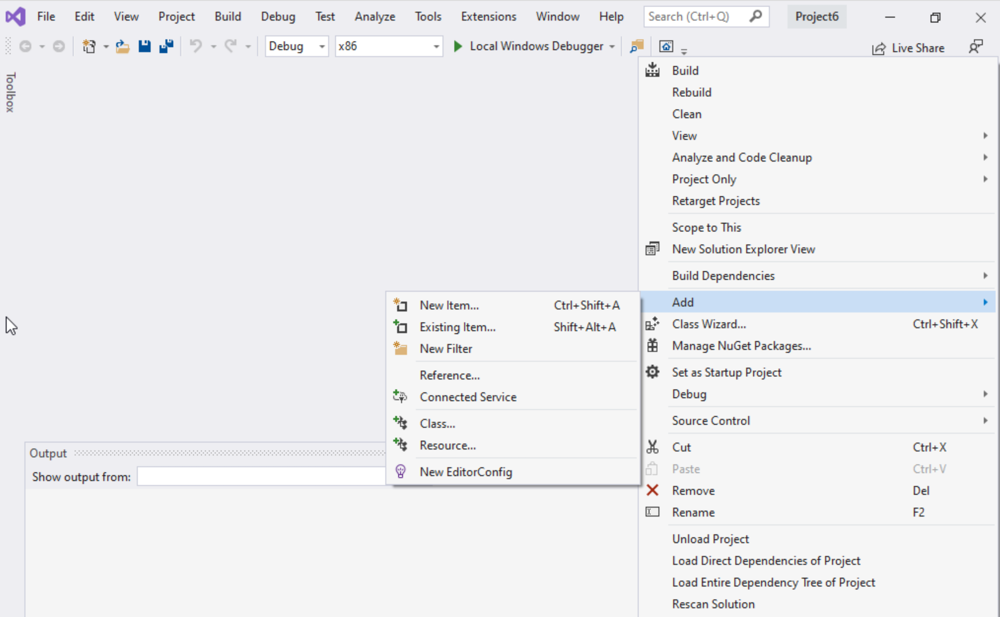 File Edit View Project Build Debug Test Analyze Tools Extensions Window Help Search (Ctrl+Q) Project6
Debug x86 Local Windows Debugger Live Share
Toolbox
Build
Rebuild
Clean
View
Analyze and Code Cleanup
Project Only
Retarget Projects
Scope to This
New Solution Explorer View
Build Dependencies
Add
Class Wizard... Ctrl+Shift+X
Manage NuGet Packages...
Set as Startup Project
Debug
Source Control
Cut Ctrl+X
Paste Ctrl+V
Remove Del
Rename F2
Unload Project
Load Direct Dependencies of Project
Load Entire Dependency Tree of Project
Rescan Solution
New Item... Ctrl+Shift+A
Existing Item... Shift+Alt+A
New Filter
Reference...
Connected Service
Class...
Resource...
New EditorConfig
Output
Show output from: